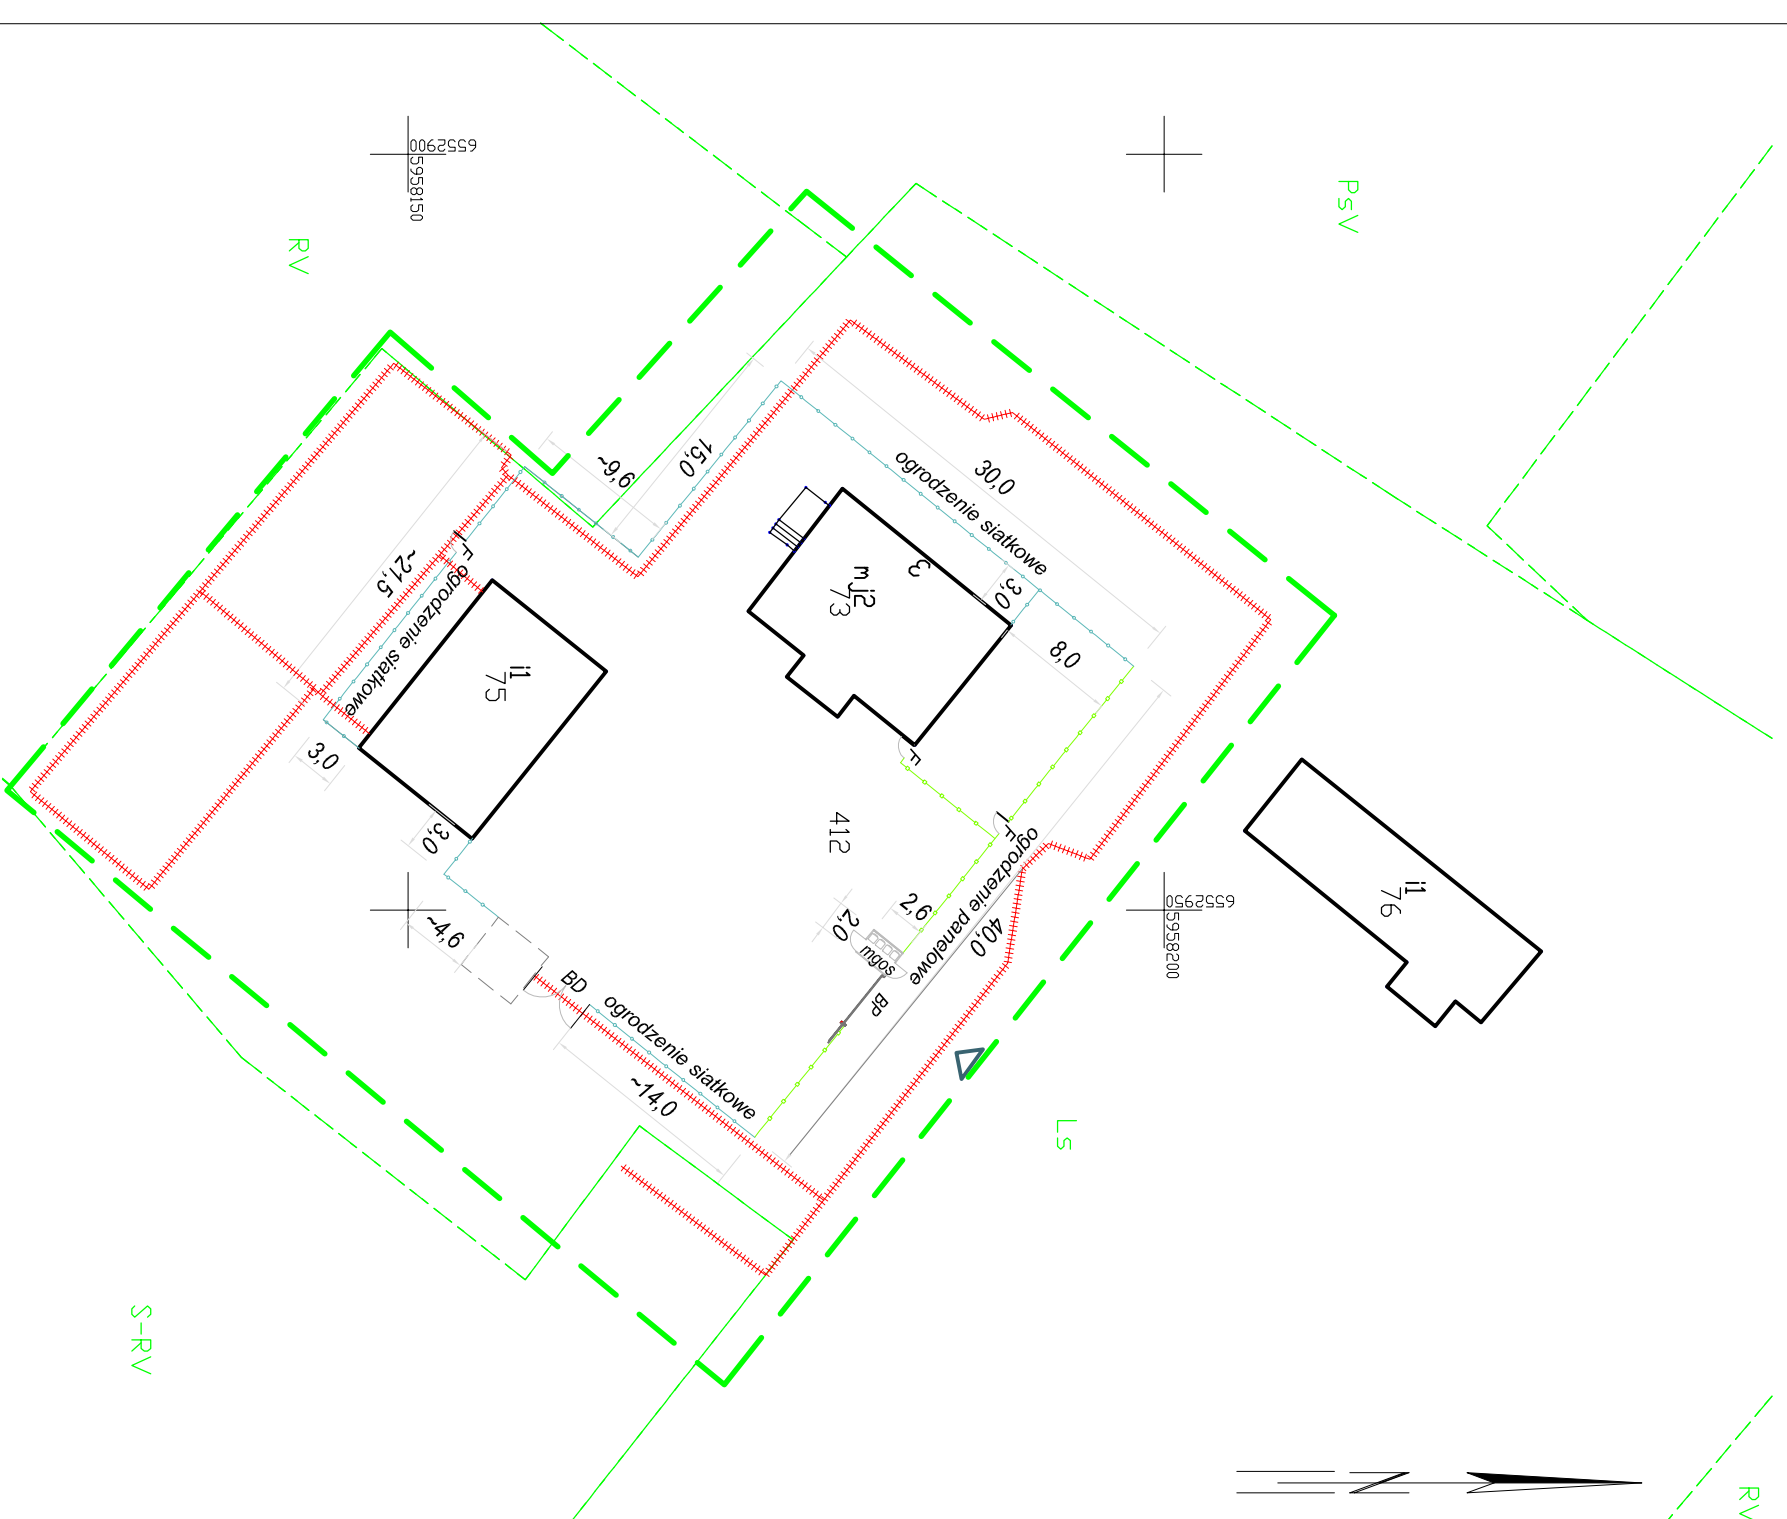 6552900
5958150
PsV
RV
ogrodzenie siatkowe
30,0
15,0
~9,6
3
m j2
73
3,0
8,0
~21,5
F
ogrodzenie siatkowe
i1
75
3,0
3,0
F
412
F
ogrodzenie panelowe
40,0
2,6
2,0
mgos
BP
~4,6
BD
ogrodzenie siatkowe
~14,0
i1
76
6552950
5958200
Ls
S-RV
N
RV